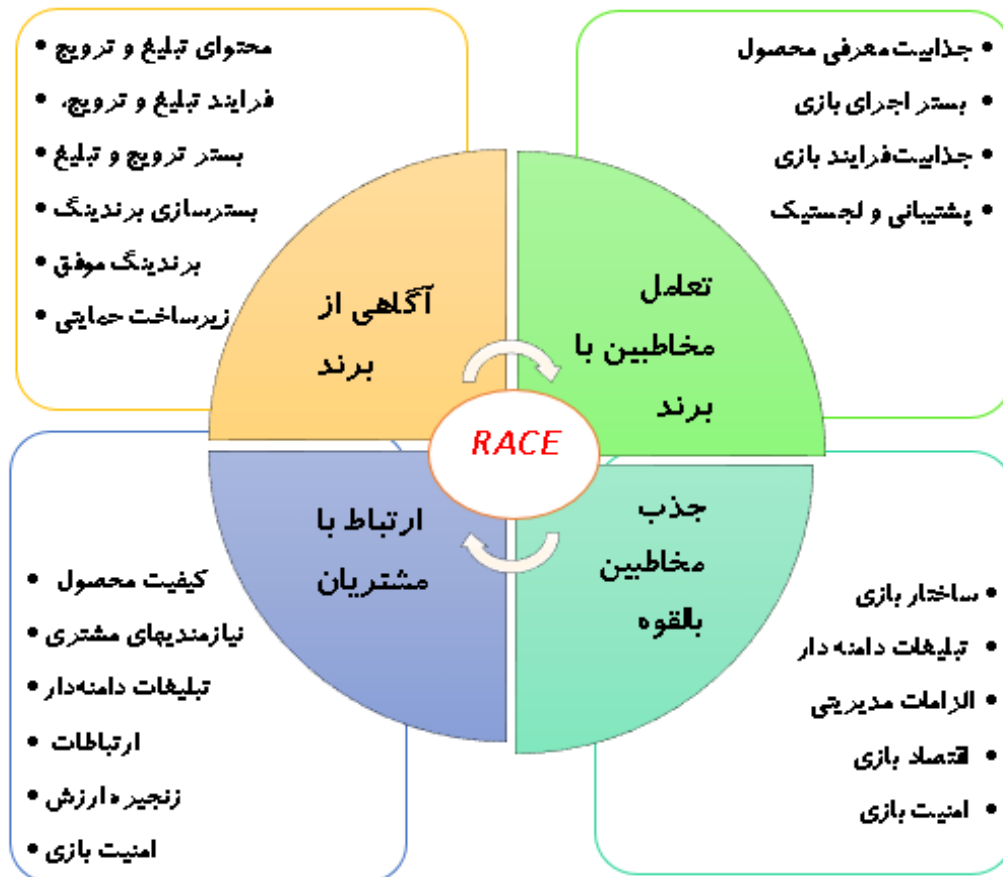 جذابیت معرفی محصول
بستر اجرای بازی
جذابیت فرایند بازی
پشتیبانی و لجستیک
محتوای تبلیغ و ترویج
فرایند تبلیغ و ترویج،
بستر ترویج و تبلیغ
بسترسازی برندینگ
برندینگ موفق
زیرساخت حمایتی
تعامل
مخاطبین با
برند
آگاهی از
برند
RACE
جذب
مخاطبین
بالقوه
ارتباط با
مشتریان
ساختار بازی
تبلیغات دامنه دار
الزامات مدیریتی
اقتصاد بازی
امنیت بازی
کیفیت محصول
نیازمندیهای مشتری
تبلیغات دامنه‌دار
ارتباطات
زنجیره ارزش
امنیت بازی